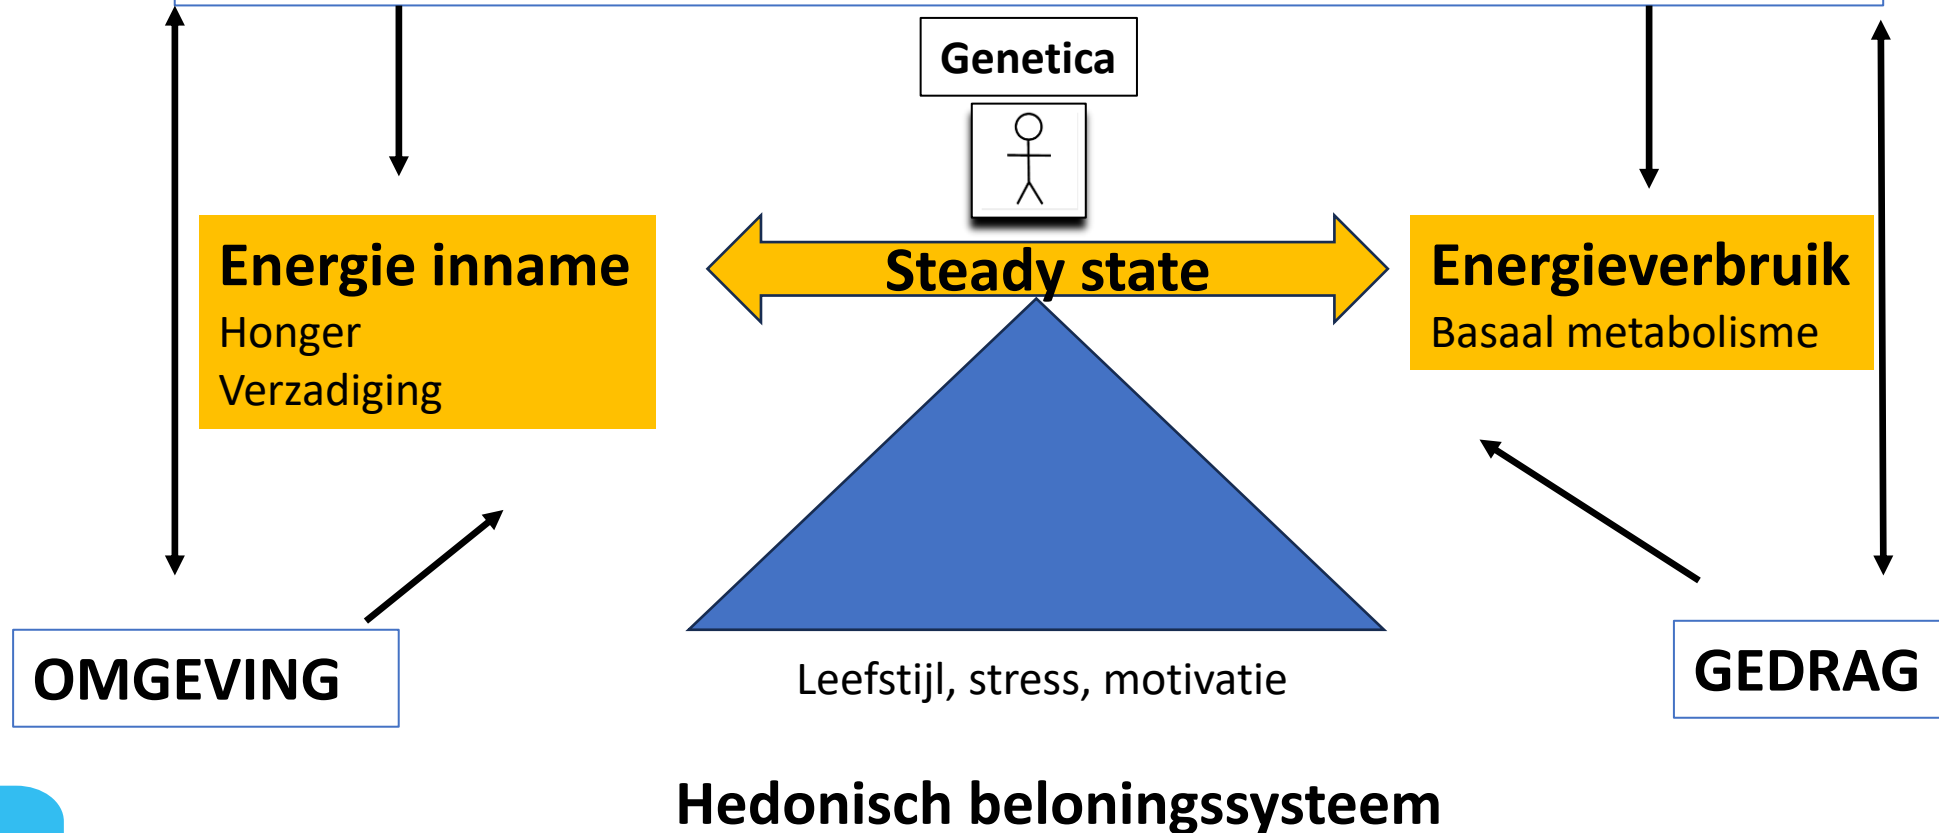 Genetica
Energie inname
Honger
Verzadiging
Steady state
Energieverbruik
Basaal metabolisme
OMGEVING
Leefstijl, stress, motivatie
GEDRAG
Hedonisch beloningssysteem